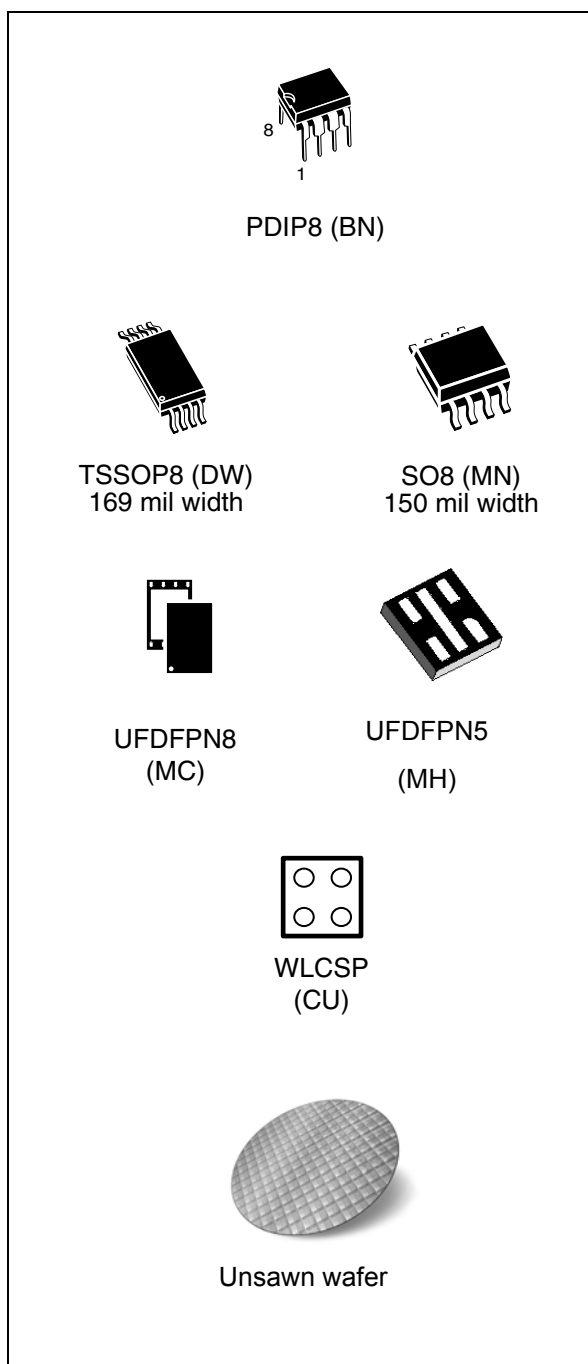 8
1
PDIP8 (BN)
TSSOP8 (DW)
169 mil width
SO8 (MN)
150 mil width
UFDFPN8
(MC)
UFDFPN5
(MH)
WLCSP
(CU)
Unsawn wafer